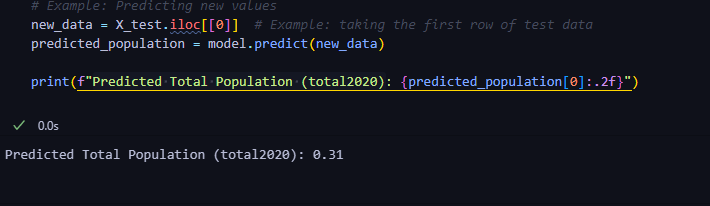 # Example: Predicting new values
new_data = X_test.iloc[[0]]  # Example: taking the first row of test data
predicted_population = model.predict(new_data)
print(f"Predicted Total Population (total2020): {predicted_population[0]:.2f}")
0.0s
Predicted Total Population (total2020): 0.31